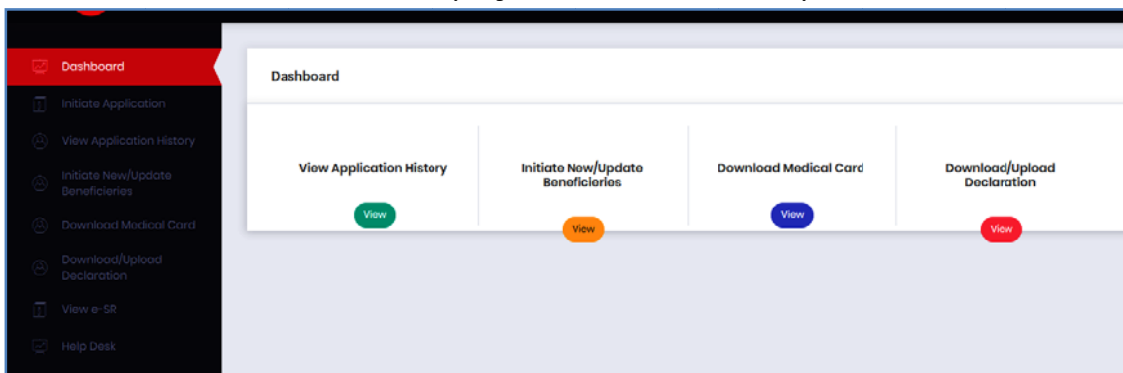 Dashboard
Initiate Application
View Application History
Initiate New/Update
Beneficieries
Download Medical Card
Download/Upload
Declaration
View e-SR
Help Desk
Dashboard
View Application History
View
Initiate New/Update
Beneficieries
View
Download Medical Card
View
Download/Upload
Declaration
View